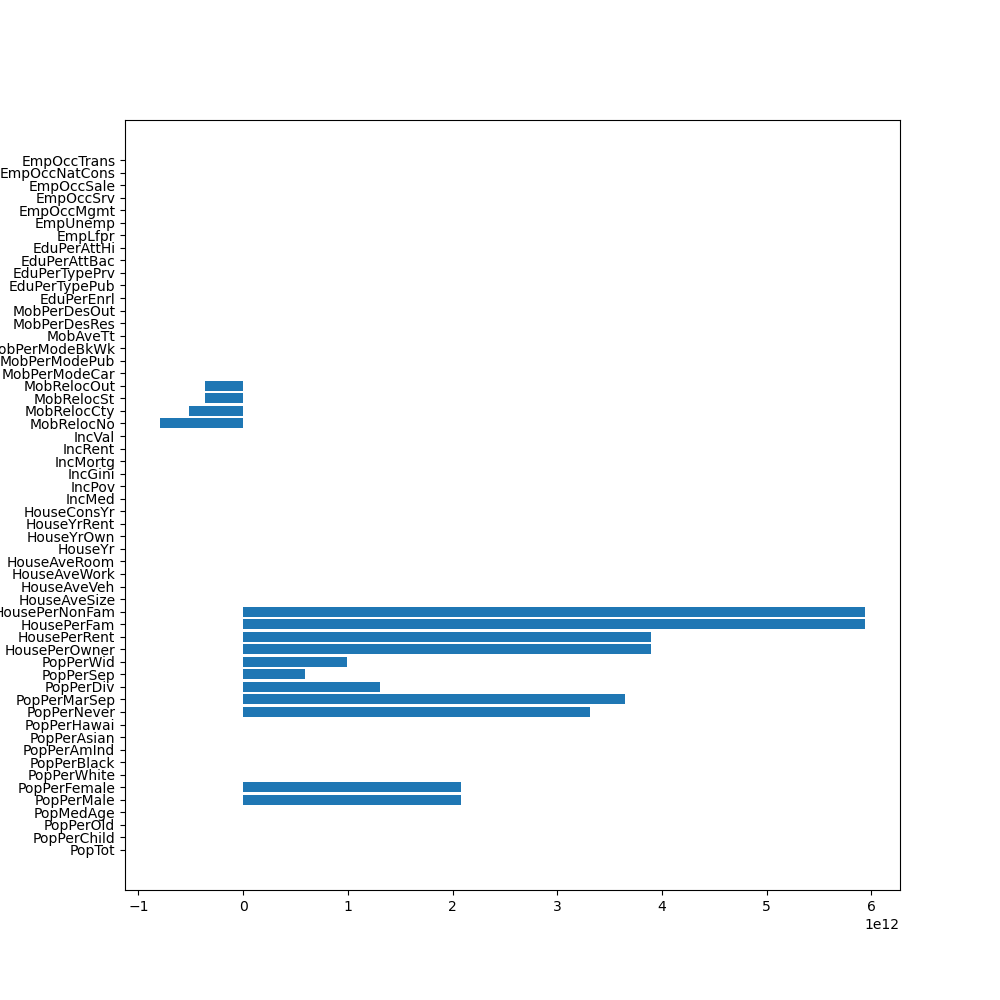 EmpOccTrans
EmpOccNatCons
EmpOccSale
EmpOccSrv
EmpOccMgmt
EmpUnemp
EmpLfpr
EduPerAttHi
EduPerAttBac
EduPerTypePrv
EduPerTypePub
EduPerEnrl
MobPerDesOut
MobPerDesRes
MobAveTt
obPerModeBkWk
MobPerModePub
MobPerModeCar
MobRelocOut
MobRelocSt
MobRelocCty
MobRelocNo
IncVal
IncRent
IncMortg
IncGini
IncPov
IncMed
HouseConsYr
HouseYrRent
HouseYrOwn
HouseYr
HouseAveRoom
HouseAveWork
HouseAveVeh
HouseAveSize
HousePerNonFam
HousePerFam
HousePerRent
HousePerOwner
PopPerWid
PopPerSep
PopPerDiv
PopPerMarSep
PopPerNever
PopPerHawai
PopPerAsian
PopPerAmInd
PopPerBlack
PopPerWhite
PopPerFemale
PopPerMale
PopMedAge
PopPerOld
PopPerChild
PopTot
−1 0 1 2 3 4 5 6
1e12